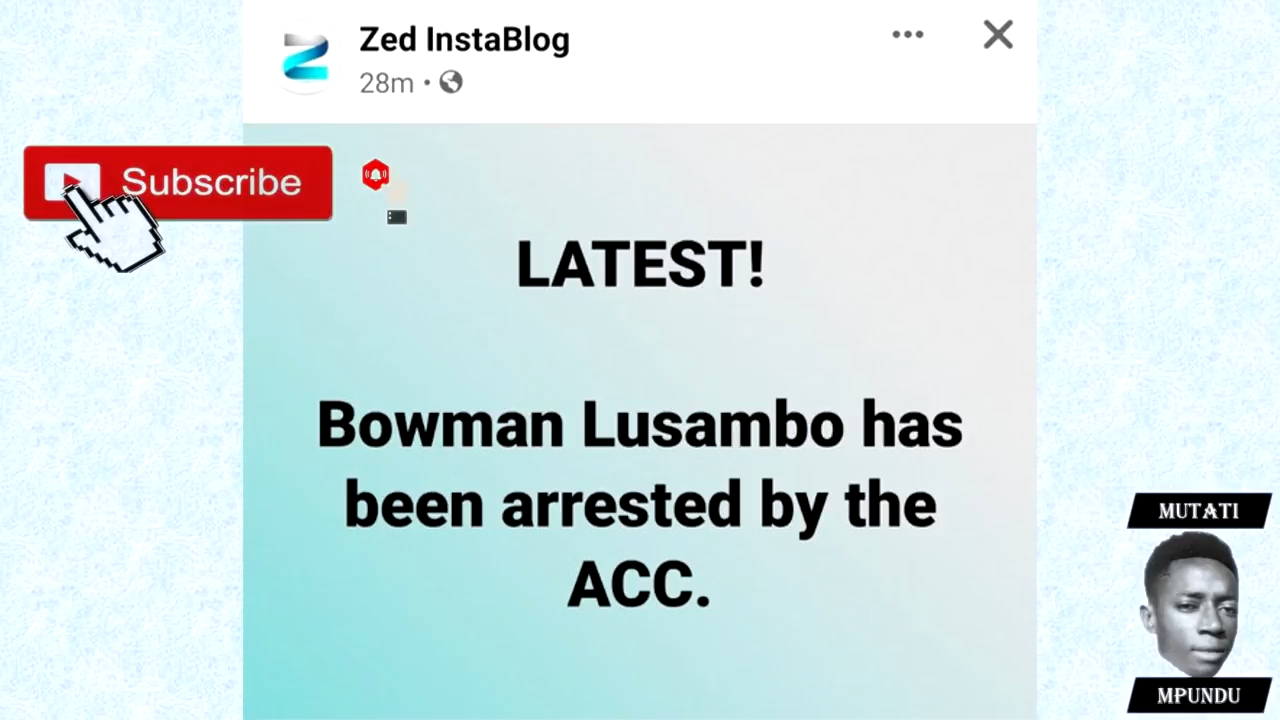 Zed InstaBlog
28m •
Subscribe
LATEST!
Bowman Lusambo has
been arrested by the
ACC.
MUTATI
MPUNDU